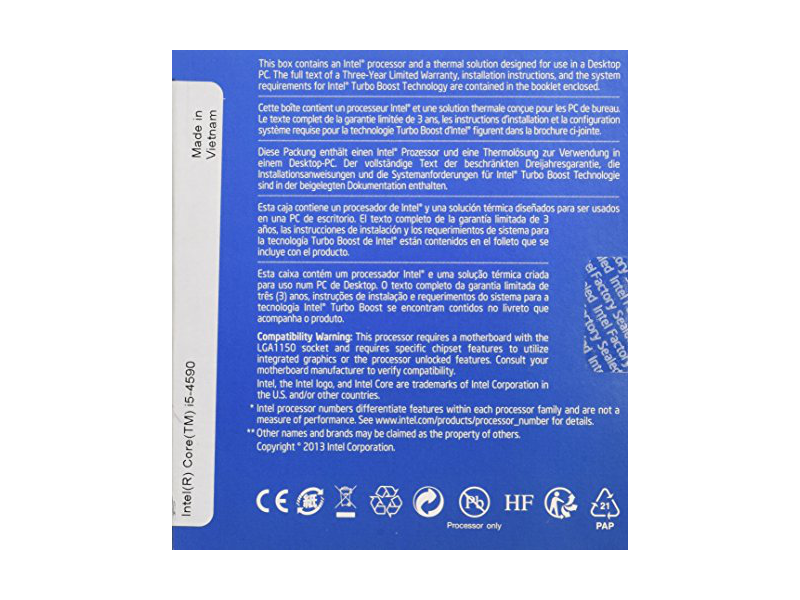 This box contains an Intel® processor and a thermal solution designed for use in a Desktop
PC. The full text of a Three-Year Limited Warranty, installation instructions, and the system
requirements for Intel® Turbo Boost Technology are contained in the booklet enclosed.
Cette boîte contient un processeur Intel® et une solution thermale conçue pour les PC de bureau.
Le texte complet de la garantie limitée de 3 ans, les instructions d'installation et la configuration
système requise pour la technologie Turbo Boost d'Intel® figurent dans la brochure ci-jointe.
Diese Packung enthält einen Intel® Prozessor und eine Thermolösung zur Verwendung in
einem Desktop-PC. Der vollständige Text der beschränkten Dreijahresgarantie, die
Installationsanweisungen und die Systemanforderungen für Intel® Turbo Boost Technologie
sind in der beigelegten Dokumentation enthalten.
Esta caja contiene un procesador de Intel® y una solución térmica diseñados para ser usados
en una PC de escritorio. El texto completo de la garantía limitada de 3
años, las instrucciones de instalación y los requerimientos de sistema para
la tecnología Turbo Boost de Intel® están contenidos en el folleto que se
incluye con el producto.
Esta caixa contém um processador Intel® e uma solução térmica criada
para uso num PC de Desktop. O texto completo da garantia limitada de
três (3) anos, instruções de instalação e requerimentos do sistema para a
tecnologia Intel® Turbo Boost se encontram contidos no livreto que
acompanha o produto.
Compatibility Warning: This processor requires a motherboard with the
LGA1150 socket and requires specific chipset features to utilize
integrated graphics or the processor unlocked features. Consult your
motherboard manufacturer to verify compatibility.
Intel, the Intel logo, and Intel Core are trademarks of Intel Corporation in
the U.S. and/or other countries.
* Intel processor numbers differentiate features within each processor family and are not a
measure of performance. See www.intel.com/products/processor_number for details.
** Other names and brands may be claimed as the property of others.
Copyright © 2013 Intel Corporation.
CE 紙 Pb HF 21
Processor only
PAP
Made in
Vietnam
Intel(R) Core(TM) i5-4590
Intel Factory Sealed
Intel Factory